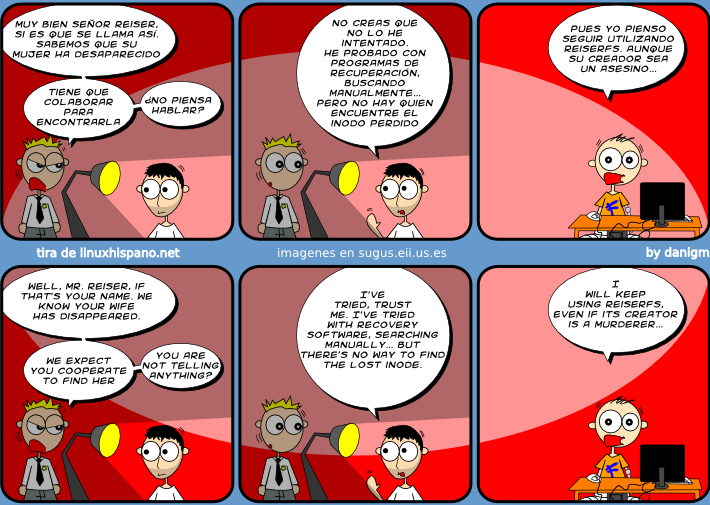 MUY BIEN SEÑOR REISER,
SI ES QUE SE LLAMA ASÍ.
SABEMOS QUE SU
MUJER HA DESAPARECIDO
TIENE QUE
COLABORAR
PARA
ENCONTRARLA
¿NO PIENSA
HABLAR?
NO CREAS QUE
NO LO HE
INTENTADO.
HE PROBADO CON
PROGRAMAS DE
RECUPERACIÓN,
BUSCANDO
MANUALMENTE...
PERO NO HAY QUIEN
ENCUENTRE EL
INODO PERDIDO
PUES YO PIENSO
SEGUIR UTILIZANDO
REISERFS. AUNQUE
SU CREADOR SEA
UN ASESINO...
tira de linuxhispano.net
imagenes en sugus.eii.us.es
by danigm
WELL, MR. REISER, IF
THAT'S YOUR NAME. WE
KNOW YOUR WIFE
HAS DISAPPEARED.
WE EXPECT
YOU COOPERATE
TO FIND HER
YOU ARE
NOT TELLING
ANYTHING?
I'VE
TRIED, TRUST
ME. I'VE TRIED
WITH RECOVERY
SOFTWARE, SEARCHING
MANUALLY... BUT
THERE'S NO WAY TO FIND
THE LOST INODE.
I
WILL KEEP
USING REISERFS,
EVEN IF ITS CREATOR
IS A MURDERER...